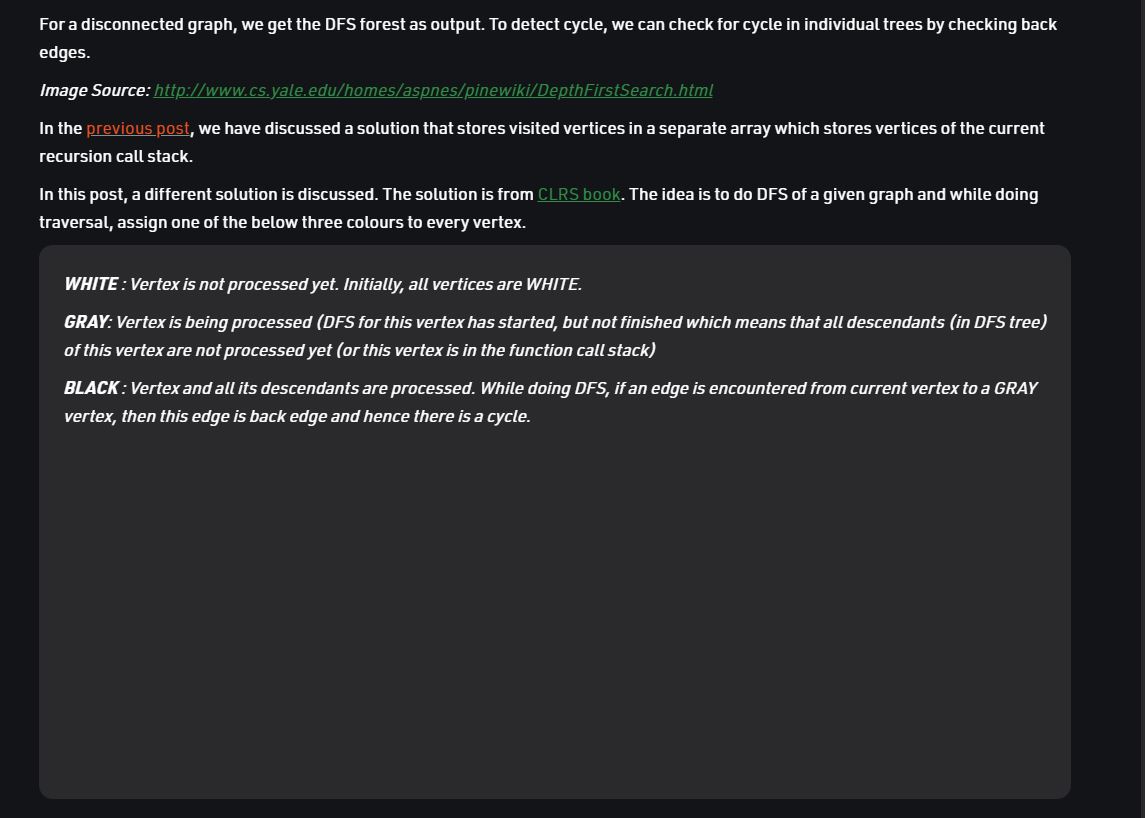 For a disconnected graph, we get the DFS forest as output. To detect cycle, we can check for cycle in individual trees by checking back
edges.
Image Source: http://www.cs.yale.edu/homes/aspnes/pinewiki/DepthFirstSearch.html
In the previous post, we have discussed a solution that stores visited vertices in a separate array which stores vertices of the current
recursion call stack.
In this post, a different solution is discussed. The solution is from CLRS book. The idea is to do DFS of a given graph and while doing
traversal, assign one of the below three colours to every vertex.
WHITE : Vertex is not processed yet. Initially, all vertices are WHITE.
GRAY: Vertex is being processed (DFS for this vertex has started, but not finished which means that all descendants (in DFS tree)
of this vertex are not processed yet (or this vertex is in the function call stack)
BLACK : Vertex and all its descendants are processed. While doing DFS, if an edge is encountered from current vertex to a GRAY
vertex, then this edge is back edge and hence there is a cycle.